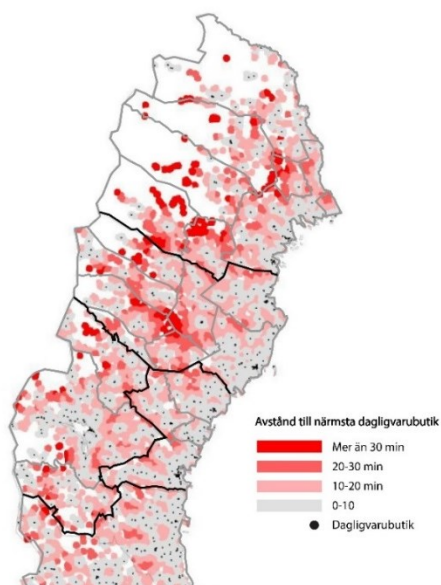 Avstånd till närmsta dagligvarubutik
Mer än 30 min
20-30 min
10-20 min
0-10
Dagligvarubutik